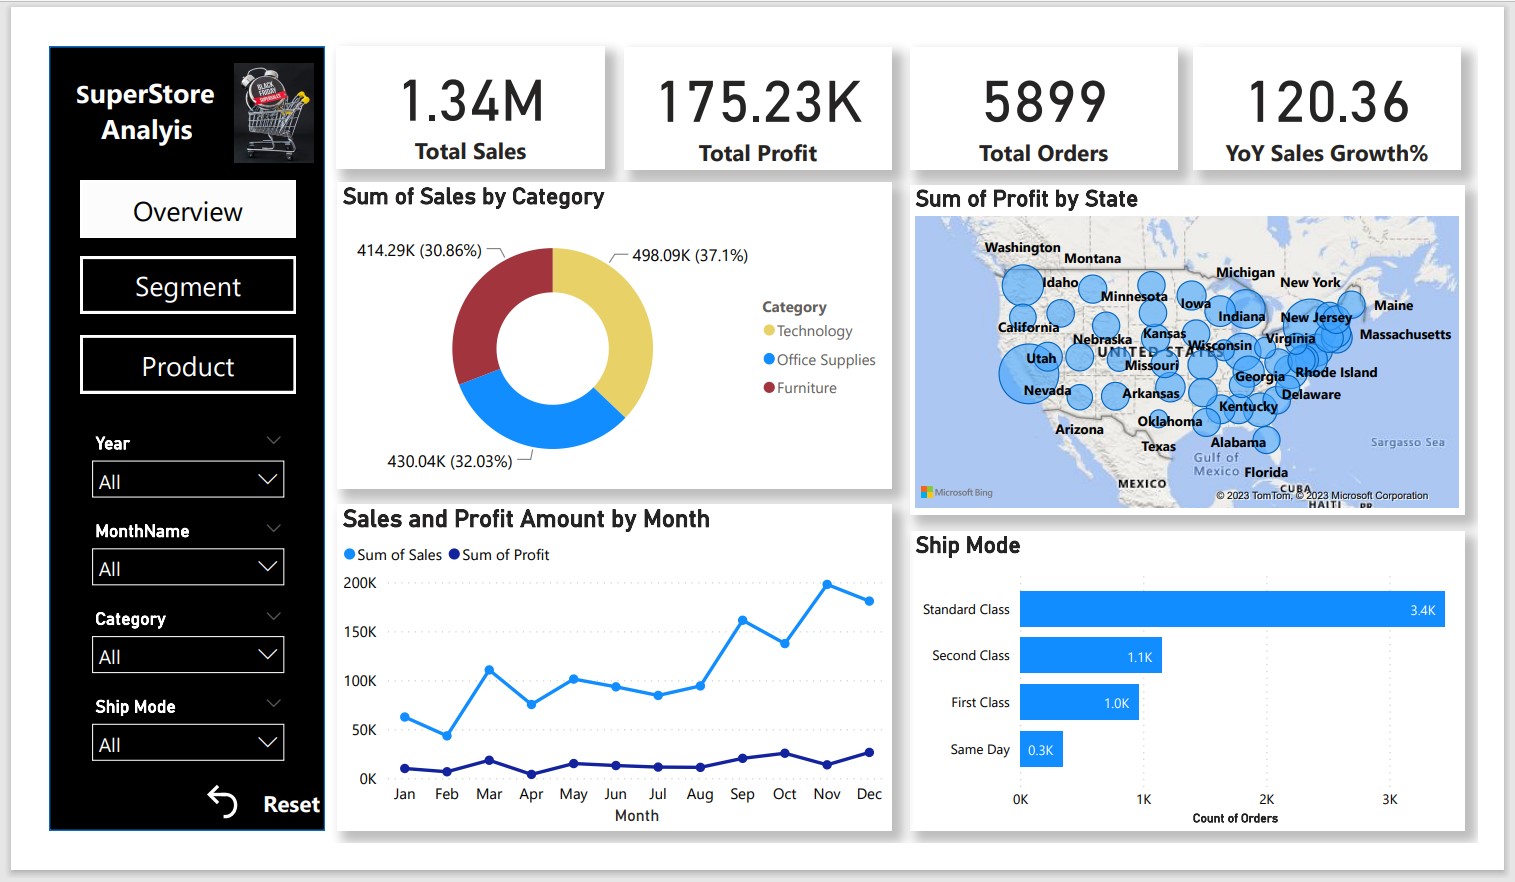 SuperStore
Analyis
BLACK
FRIDAY
Overview
Segment
Product
Year
All
MonthName
All
Category
All
Ship Mode
All
Reset
1.34M
Total Sales
175.23K
Total Profit
5899
Total Orders
120.36
YoY Sales Growth%
Sum of Sales by Category
414.29K (30.86%)
498.09K (37.1%)
430.04K (32.03%)
Category
Technology
Office Supplies
Furniture
Sum of Profit by State
Washington
Montana
Idaho
Michigan
New York
Minnesota
Iowa
Maine
Indiana
New Jersey
California
Kansas
Massachusetts
Nebraska
Wisconsin
Virginia
UNITED STATES
Utah
Missouri
Georgia
Rhode Island
Nevada
Arkansas
Delaware
Kentucky
Oklahoma
Arizona
Alabama
Sargasso Sea
Texas
Gulf of
Mexico
Florida
MEXICO
CUBA
HAITI
PR
Microsoft Bing
© 2023 TomTom, © 2023 Microsoft Corporation
Sales and Profit Amount by Month
Sum of Sales Sum of Profit
200K
150K
100K
50K
0K
Jan Feb Mar Apr May Jun Jul Aug Sep Oct Nov Dec
Month
Ship Mode
Standard Class 3.4K
Second Class 1.1K
First Class 1.0K
Same Day 0.3K
0K 1K 2K 3K
Count of Orders